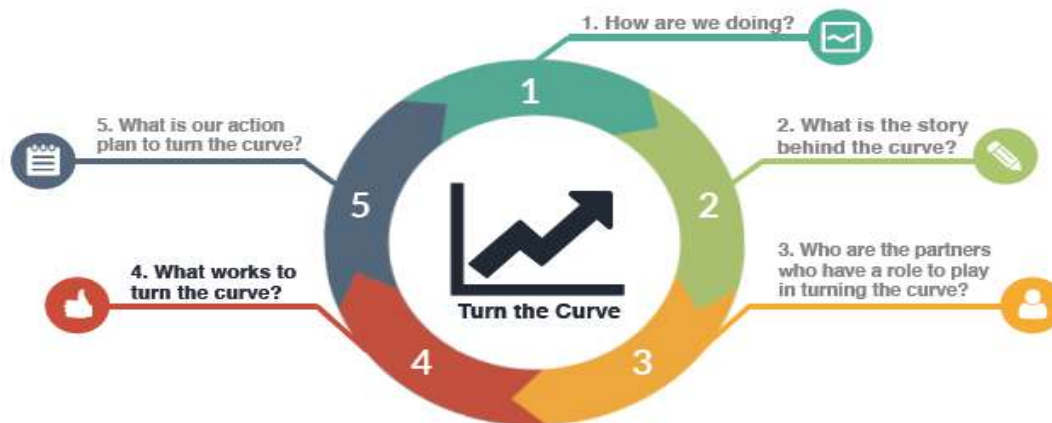 1. How are we doing?
1
2. What is the story
behind the curve?
2
3. Who are the partners
who have a role to play
in turning the curve?
3
4. What works to
turn the curve?
4
5. What is our action
plan to turn the curve?
5
Turn the Curve